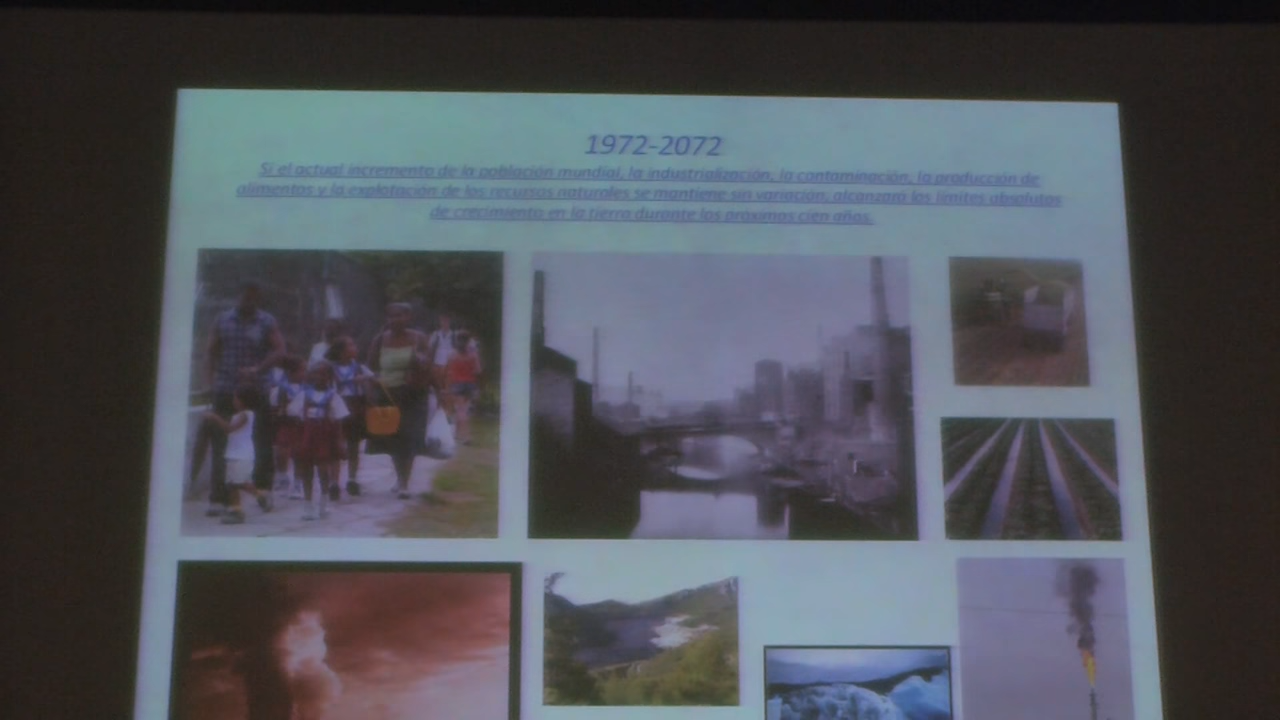 1972-2072
Si el actual incremento de la población mundial, la industrialización, la contaminación, la producción de
alimentos y la explotación de los recursos naturales se mantiene sin variación, alcanzará los límites absolutos
de crecimiento en la tierra durante los próximos cien años.